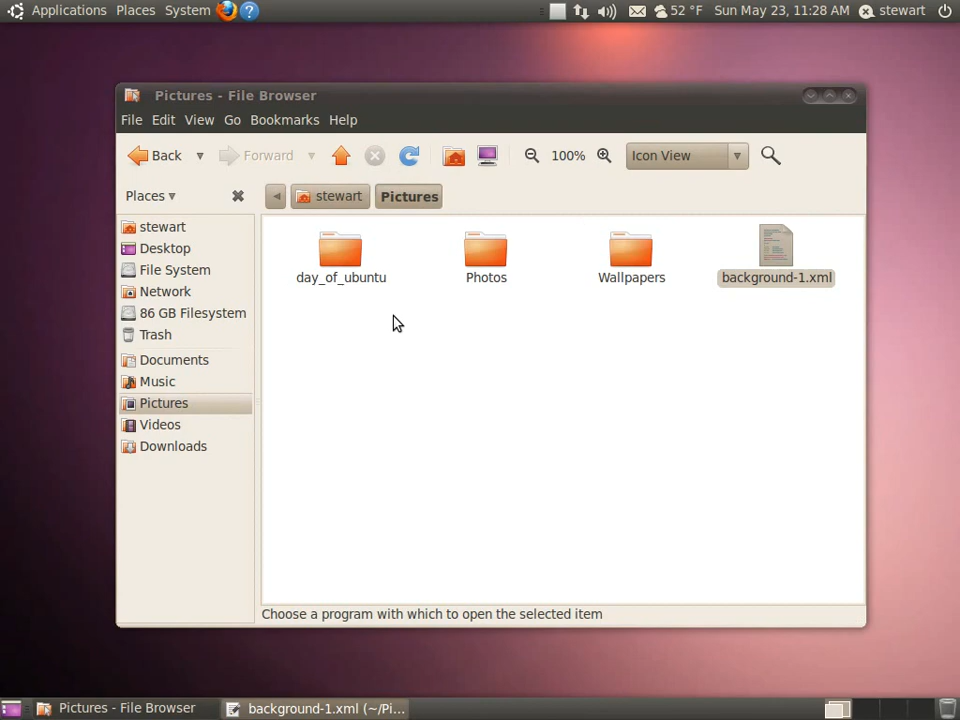 Applications Places System 52 °F Sun May 23, 11:28 AM stewart
Pictures - File Browser
File Edit View Go Bookmarks Help
Back Forward 100% Icon View
Places stewart Pictures
stewart
Desktop
File System
Network
86 GB Filesystem
Trash
Documents
Music
Pictures
Videos
Downloads
day_of_ubuntu Photos Wallpapers background-1.xml
Choose a program with which to open the selected item
Pictures - File Browser background-1.xml (~/Pi...